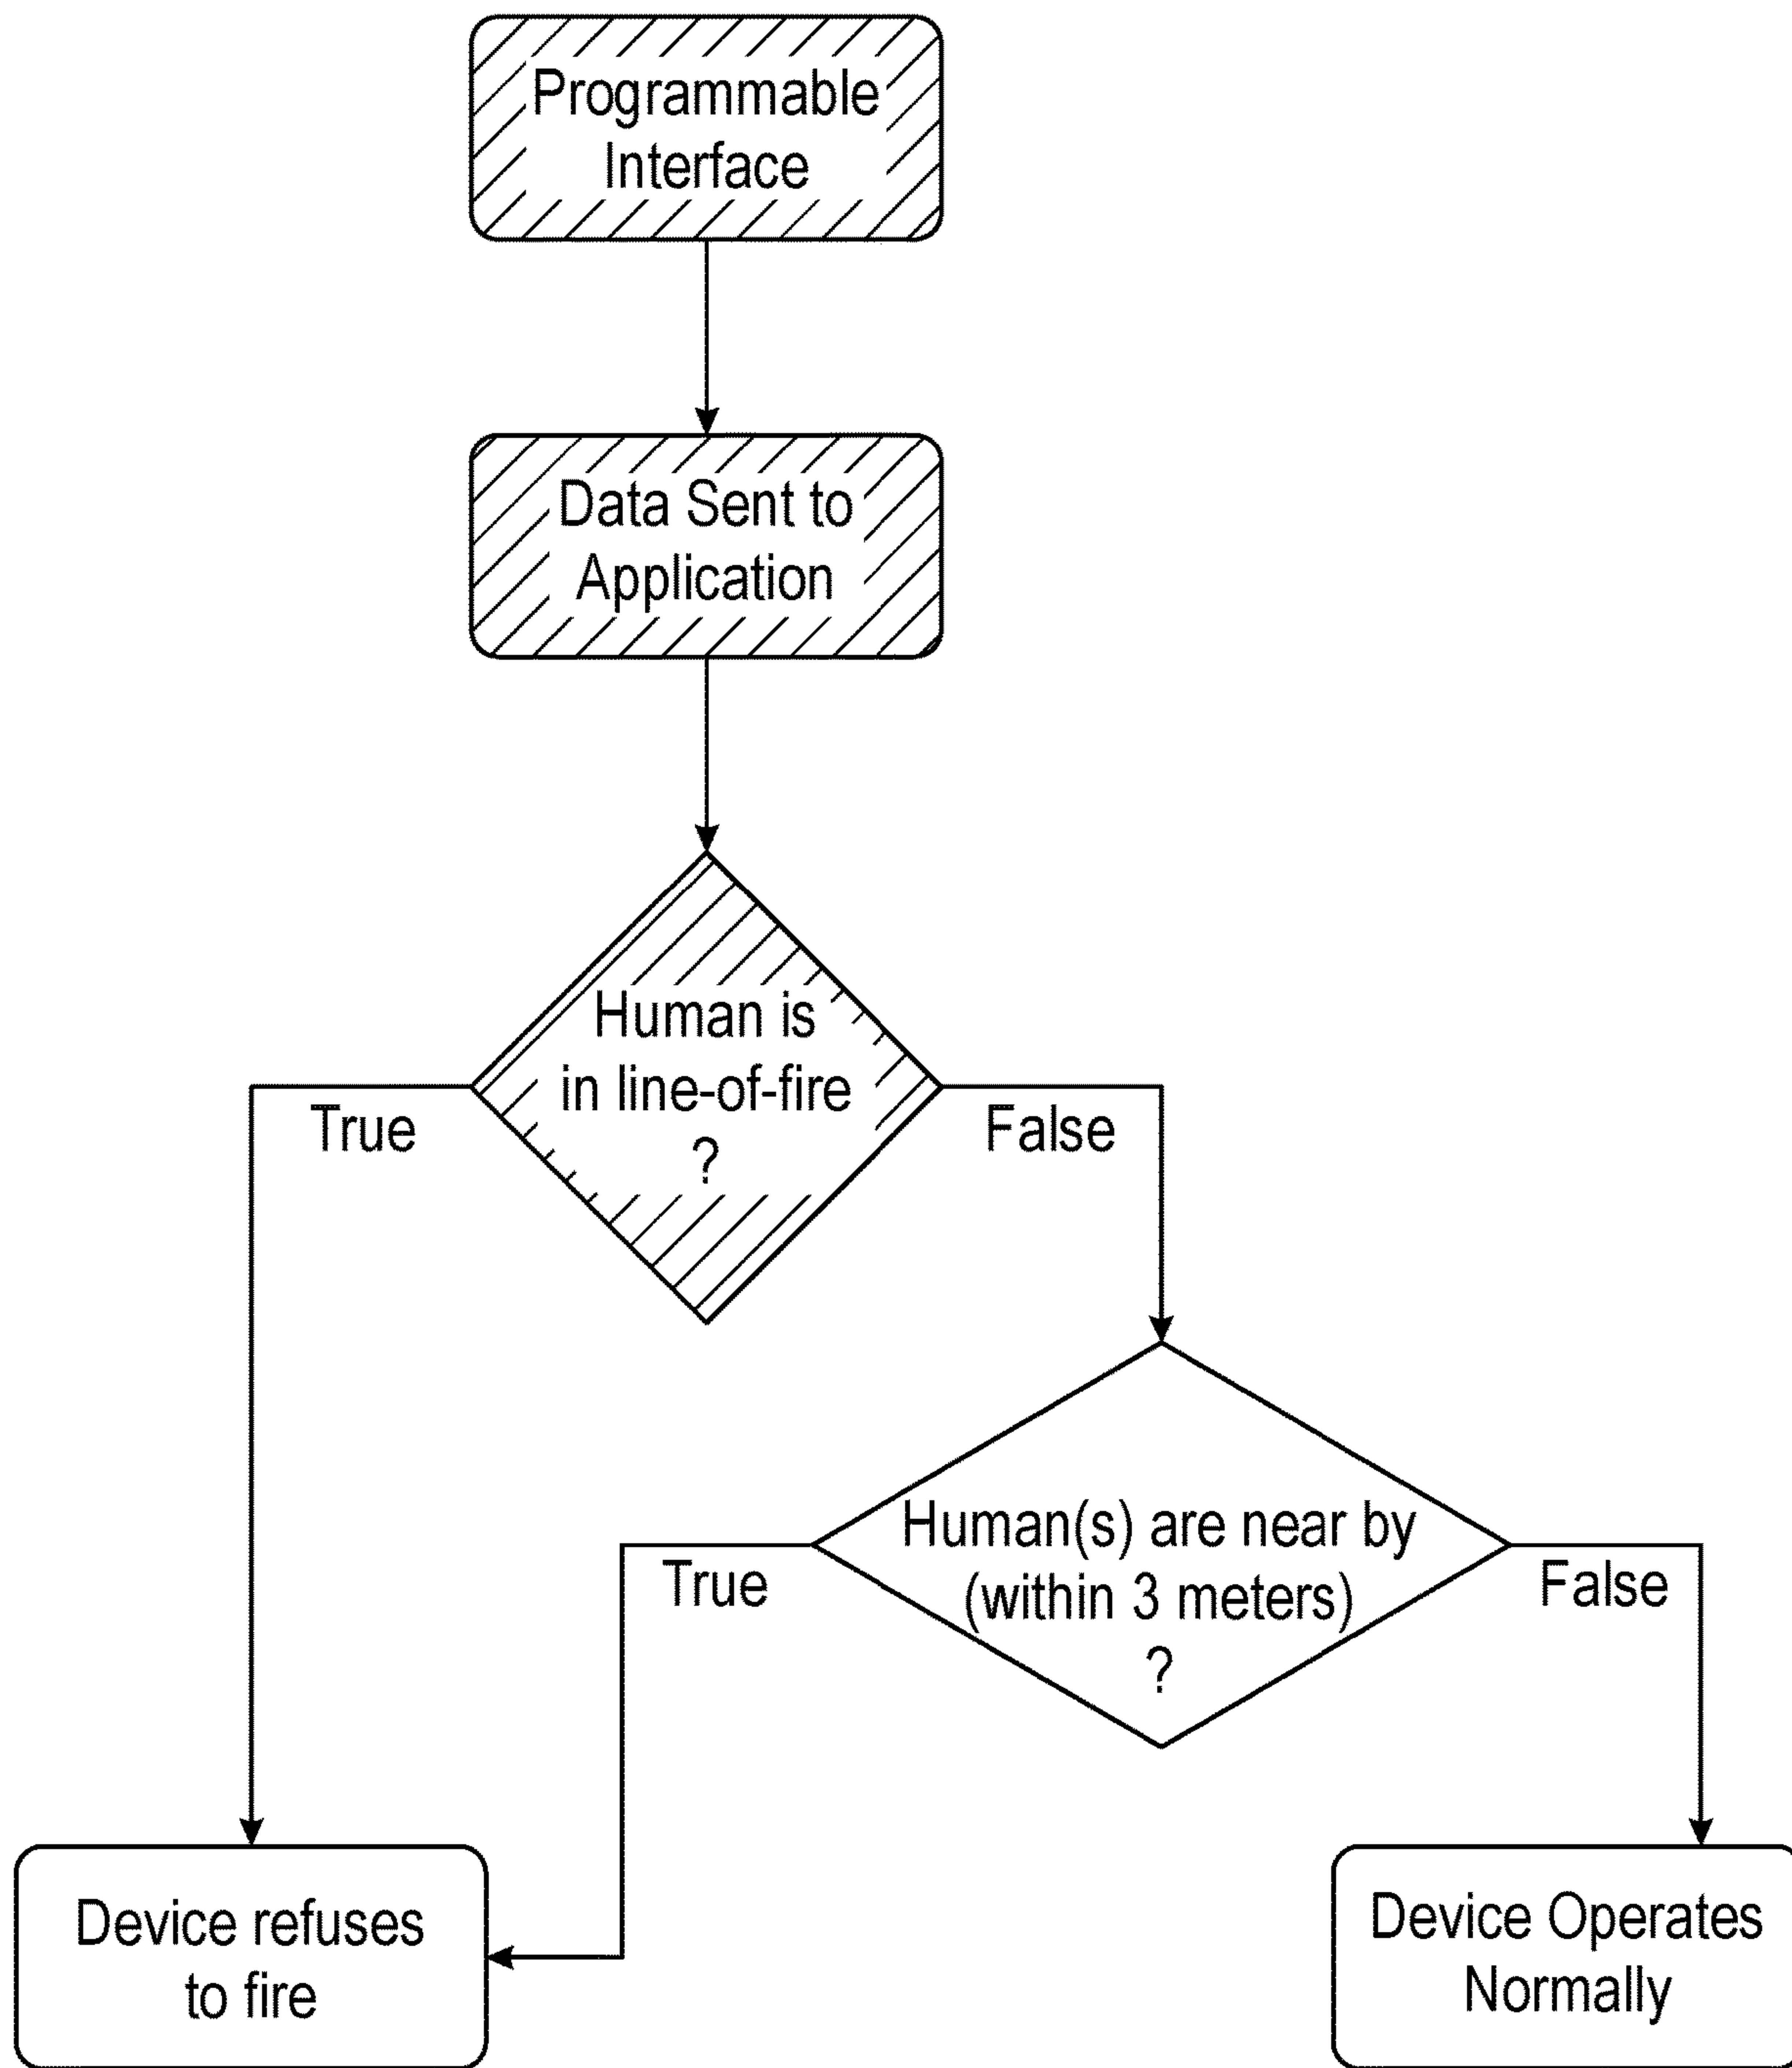 Programmable
Interface
Data Sent to
Application
Human is
in line-of-fire
?
True
False
Human(s) are near by
(within 3 meters)
?
True
False
Device refuses
to fire
Device Operates
Normally